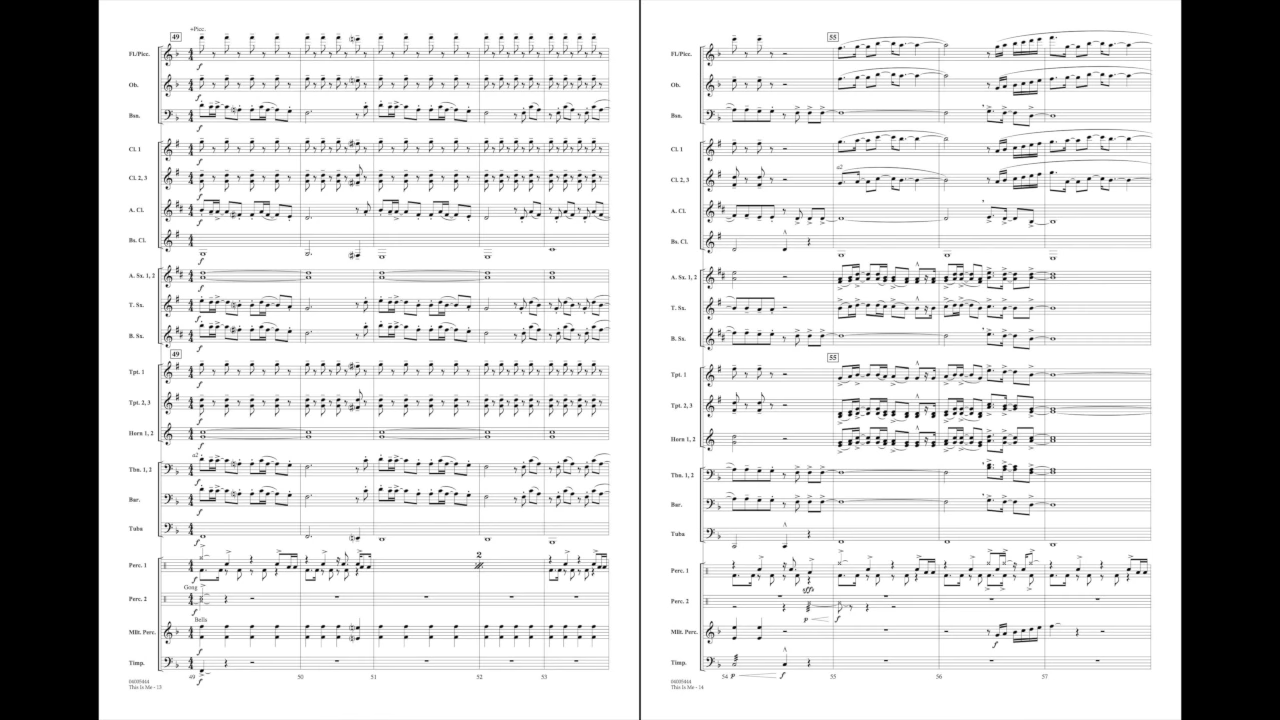 +Picc.
49
Fl./Picc.
f
Ob.
f
Bsn.
f
Cl. 1
f
Cl. 2, 3
f
A. Cl.
f
Bs. Cl.
f
A. Sx. 1, 2
f
T. Sx.
f
B. Sx.
f
49
Tpt. 1
f
Tpt. 2, 3
f
Horn 1, 2
f
a2
Tbn. 1, 2
f
Bar.
f
Tuba
f
2
Perc. 1
f
Gong
Perc. 2
f
Bells
Mlt. Perc.
f
Timp.
f
49 50 51 52 53
04005444
This Is Me - 13
55
Fl./Picc.
Ob.
Bsn.
Cl. 1
a2
Cl. 2, 3
A. Cl.
Bs. Cl.
A. Sx. 1, 2
T. Sx.
B. Sx.
55
Tpt. 1
Tpt. 2, 3
Horn 1, 2
Tbn. 1, 2
Bar.
Tuba
Perc. 1
Perc. 2
p f
Mlt. Perc.
f
Timp.
p f
54 55 56 57
04005444
This Is Me - 14